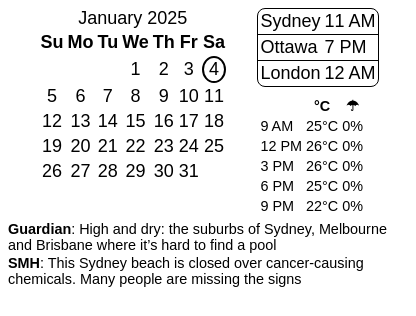 January 2025
Su Mo Tu We Th Fr Sa
1 2 3 4
5 6 7 8 9 10 11
12 13 14 15 16 17 18
19 20 21 22 23 24 25
26 27 28 29 30 31
Sydney 11 AM
Ottawa 7 PM
London 12 AM
°C ☂
9 AM 25°C 0%
12 PM 26°C 0%
3 PM 26°C 0%
6 PM 25°C 0%
9 PM 22°C 0%
Guardian: High and dry: the suburbs of Sydney, Melbourne
and Brisbane where it’s hard to find a pool
SMH: This Sydney beach is closed over cancer-causing
chemicals. Many people are missing the signs